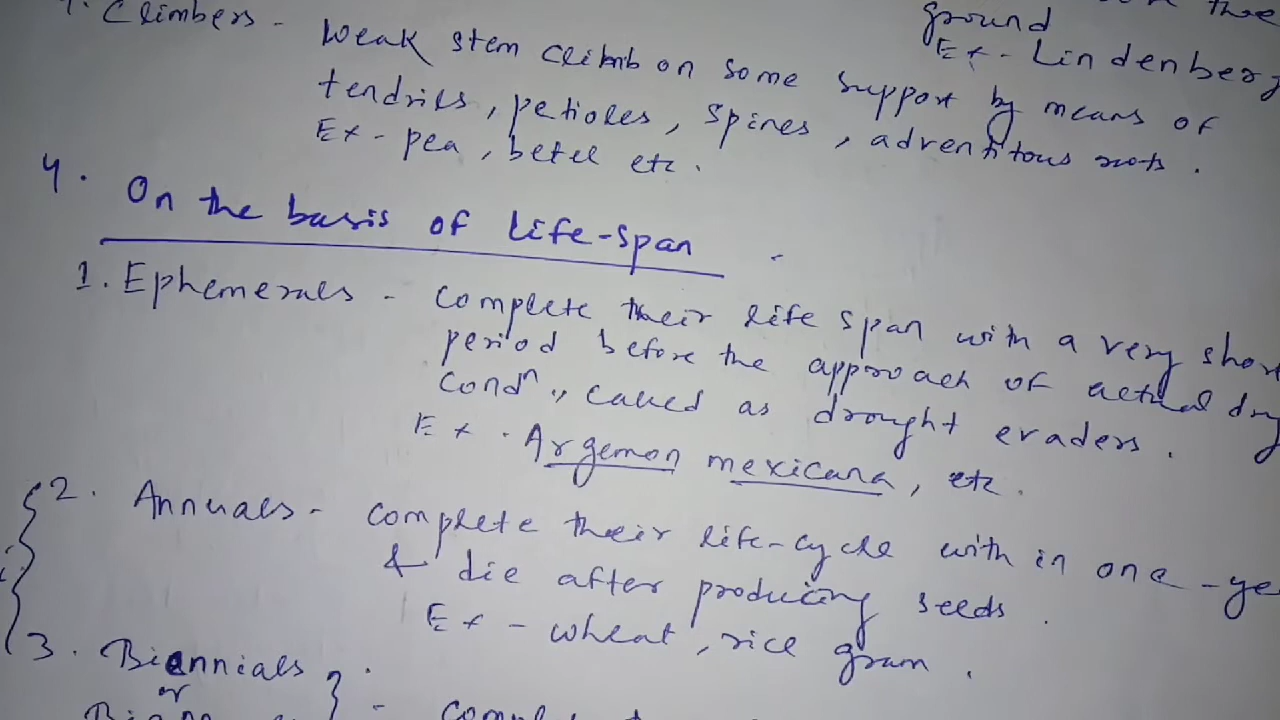 Climbers -
ground
Ex - Lindenberg
weak stem climb on some support by means of
tendrils, petioles, spines, adventitous roots.
Ex - pea, betel etc.
4. On the basis of life-span
1. Ephemerals - complete their life span with a very short
period before the approach of actual dry
condn, called as drought evaders.
Ex. Argemon mexicana, etc.
2. Annuals - complete their life-cycle with in one-ye
& die after producing seeds.
Ex - wheat, rice gram.
3. Biennials
or